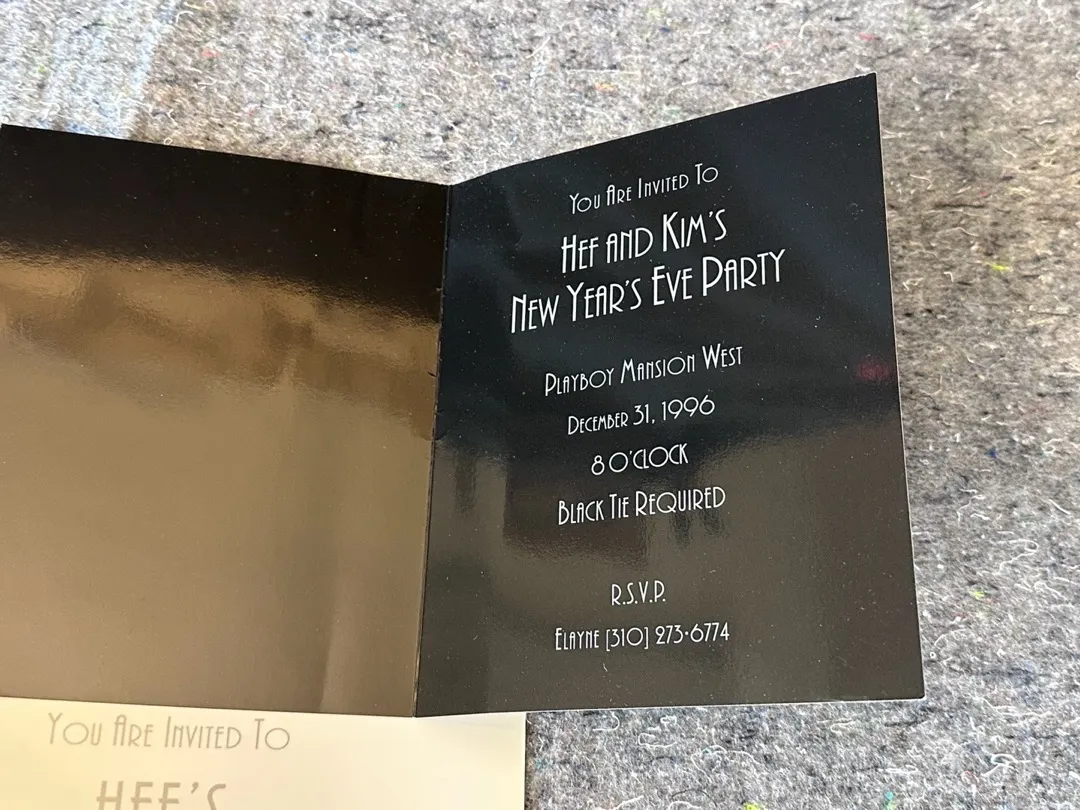 You Are Invited To
Hef and Kim's
New Year's Eve Party
Playboy Mansion West
December 31, 1996
8 O'Clock
Black Tie Required
R.S.V.P.
Elayne [310] 273·6774
You Are Invited To
HEF'S